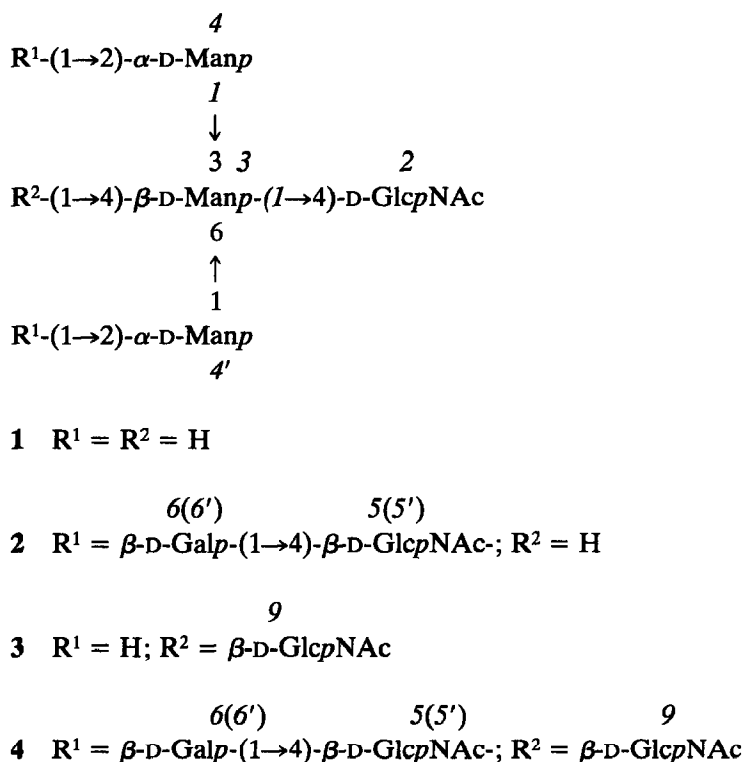 4
R¹-(1→2)-α-D-Manp
1
↓
3 3 2
R²-(1→4)-β-D-Manp-(1→4)-D-GlcpNAc
6
↑
1
R¹-(1→2)-α-D-Manp
4'
1 R¹ = R² = H
6(6') 5(5')
2 R¹ = β-D-Galp-(1→4)-β-D-GlcpNAc-; R² = H
9
3 R¹ = H; R² = β-D-GlcpNAc
6(6') 5(5') 9
4 R¹ = β-D-Galp-(1→4)-β-D-GlcpNAc-; R² = β-D-GlcpNAc